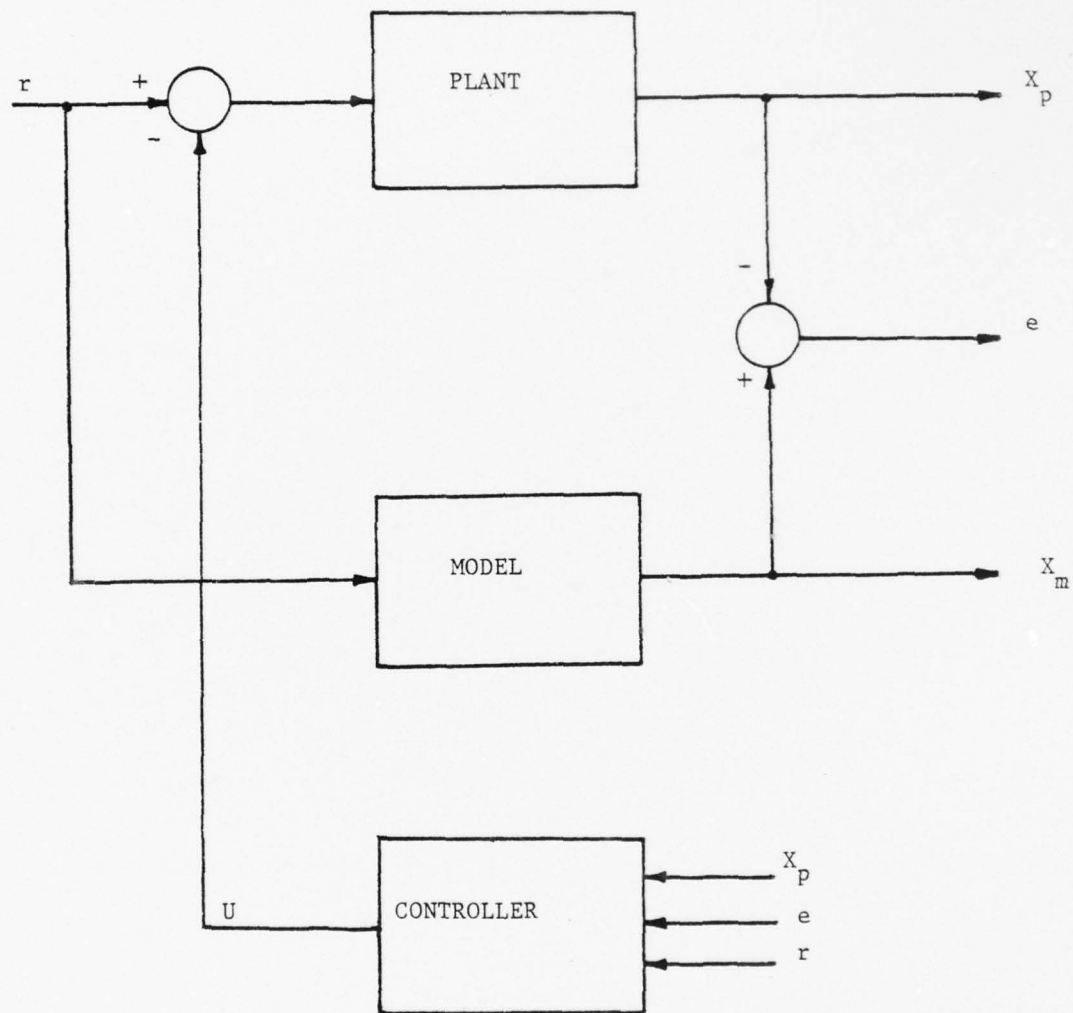 r
+
-
PLANT
X_p
-
e
+
MODEL
X_m
X_p
U
CONTROLLER
e
r